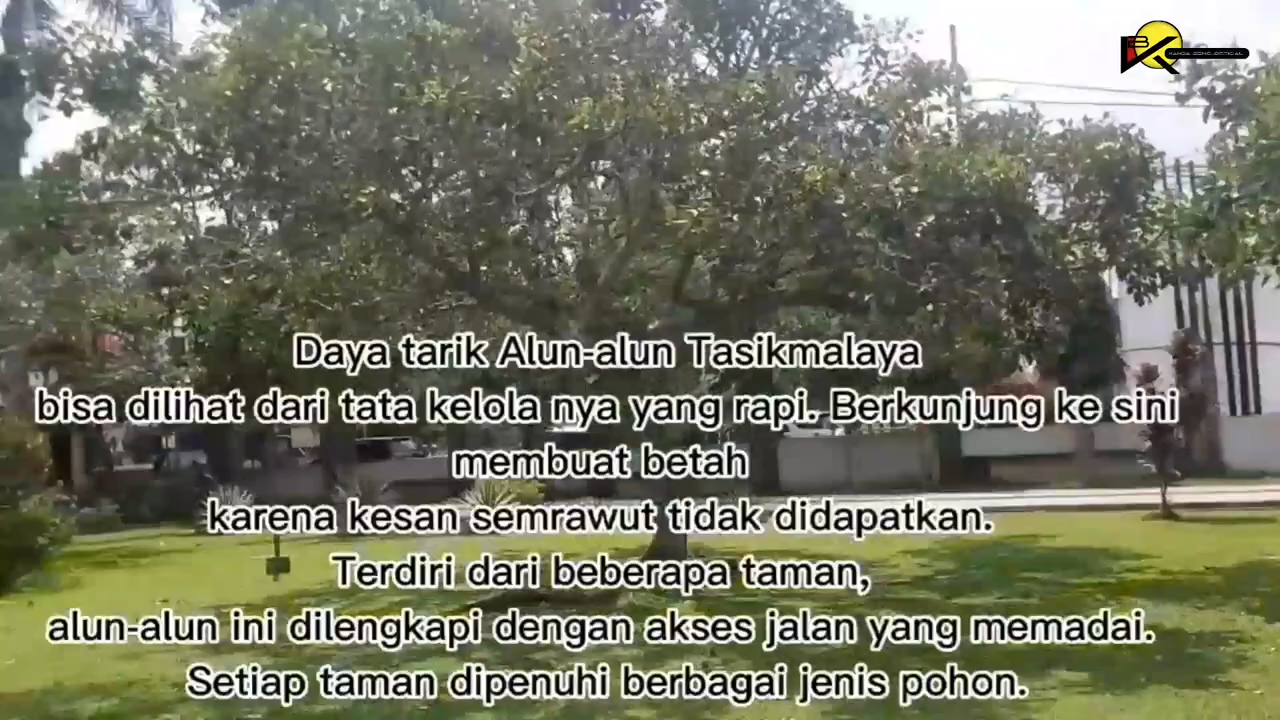 Daya tarik Alun-alun Tasikmalaya
bisa dilihat dari tata kelola nya yang rapi. Berkunjung ke sini
membuat betah
karena kesan semrawut tidak didapatkan.
Terdiri dari beberapa taman,
alun-alun ini dilengkapi dengan akses jalan yang memadai.
Setiap taman dipenuhi berbagai jenis pohon.